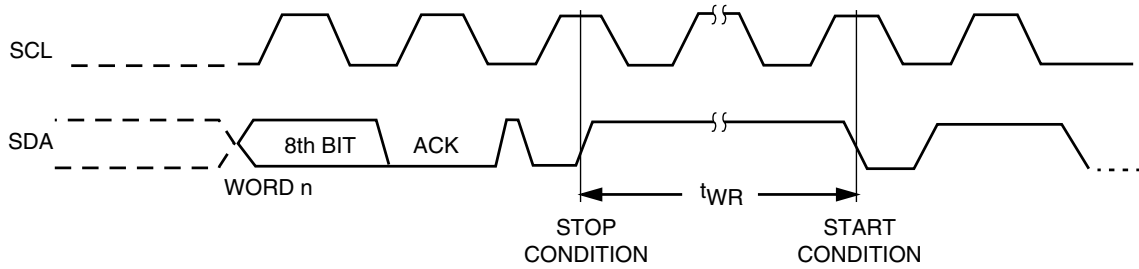 SCL
SDA
8th BIT
ACK
WORD n
tWR
STOP
CONDITION
START
CONDITION